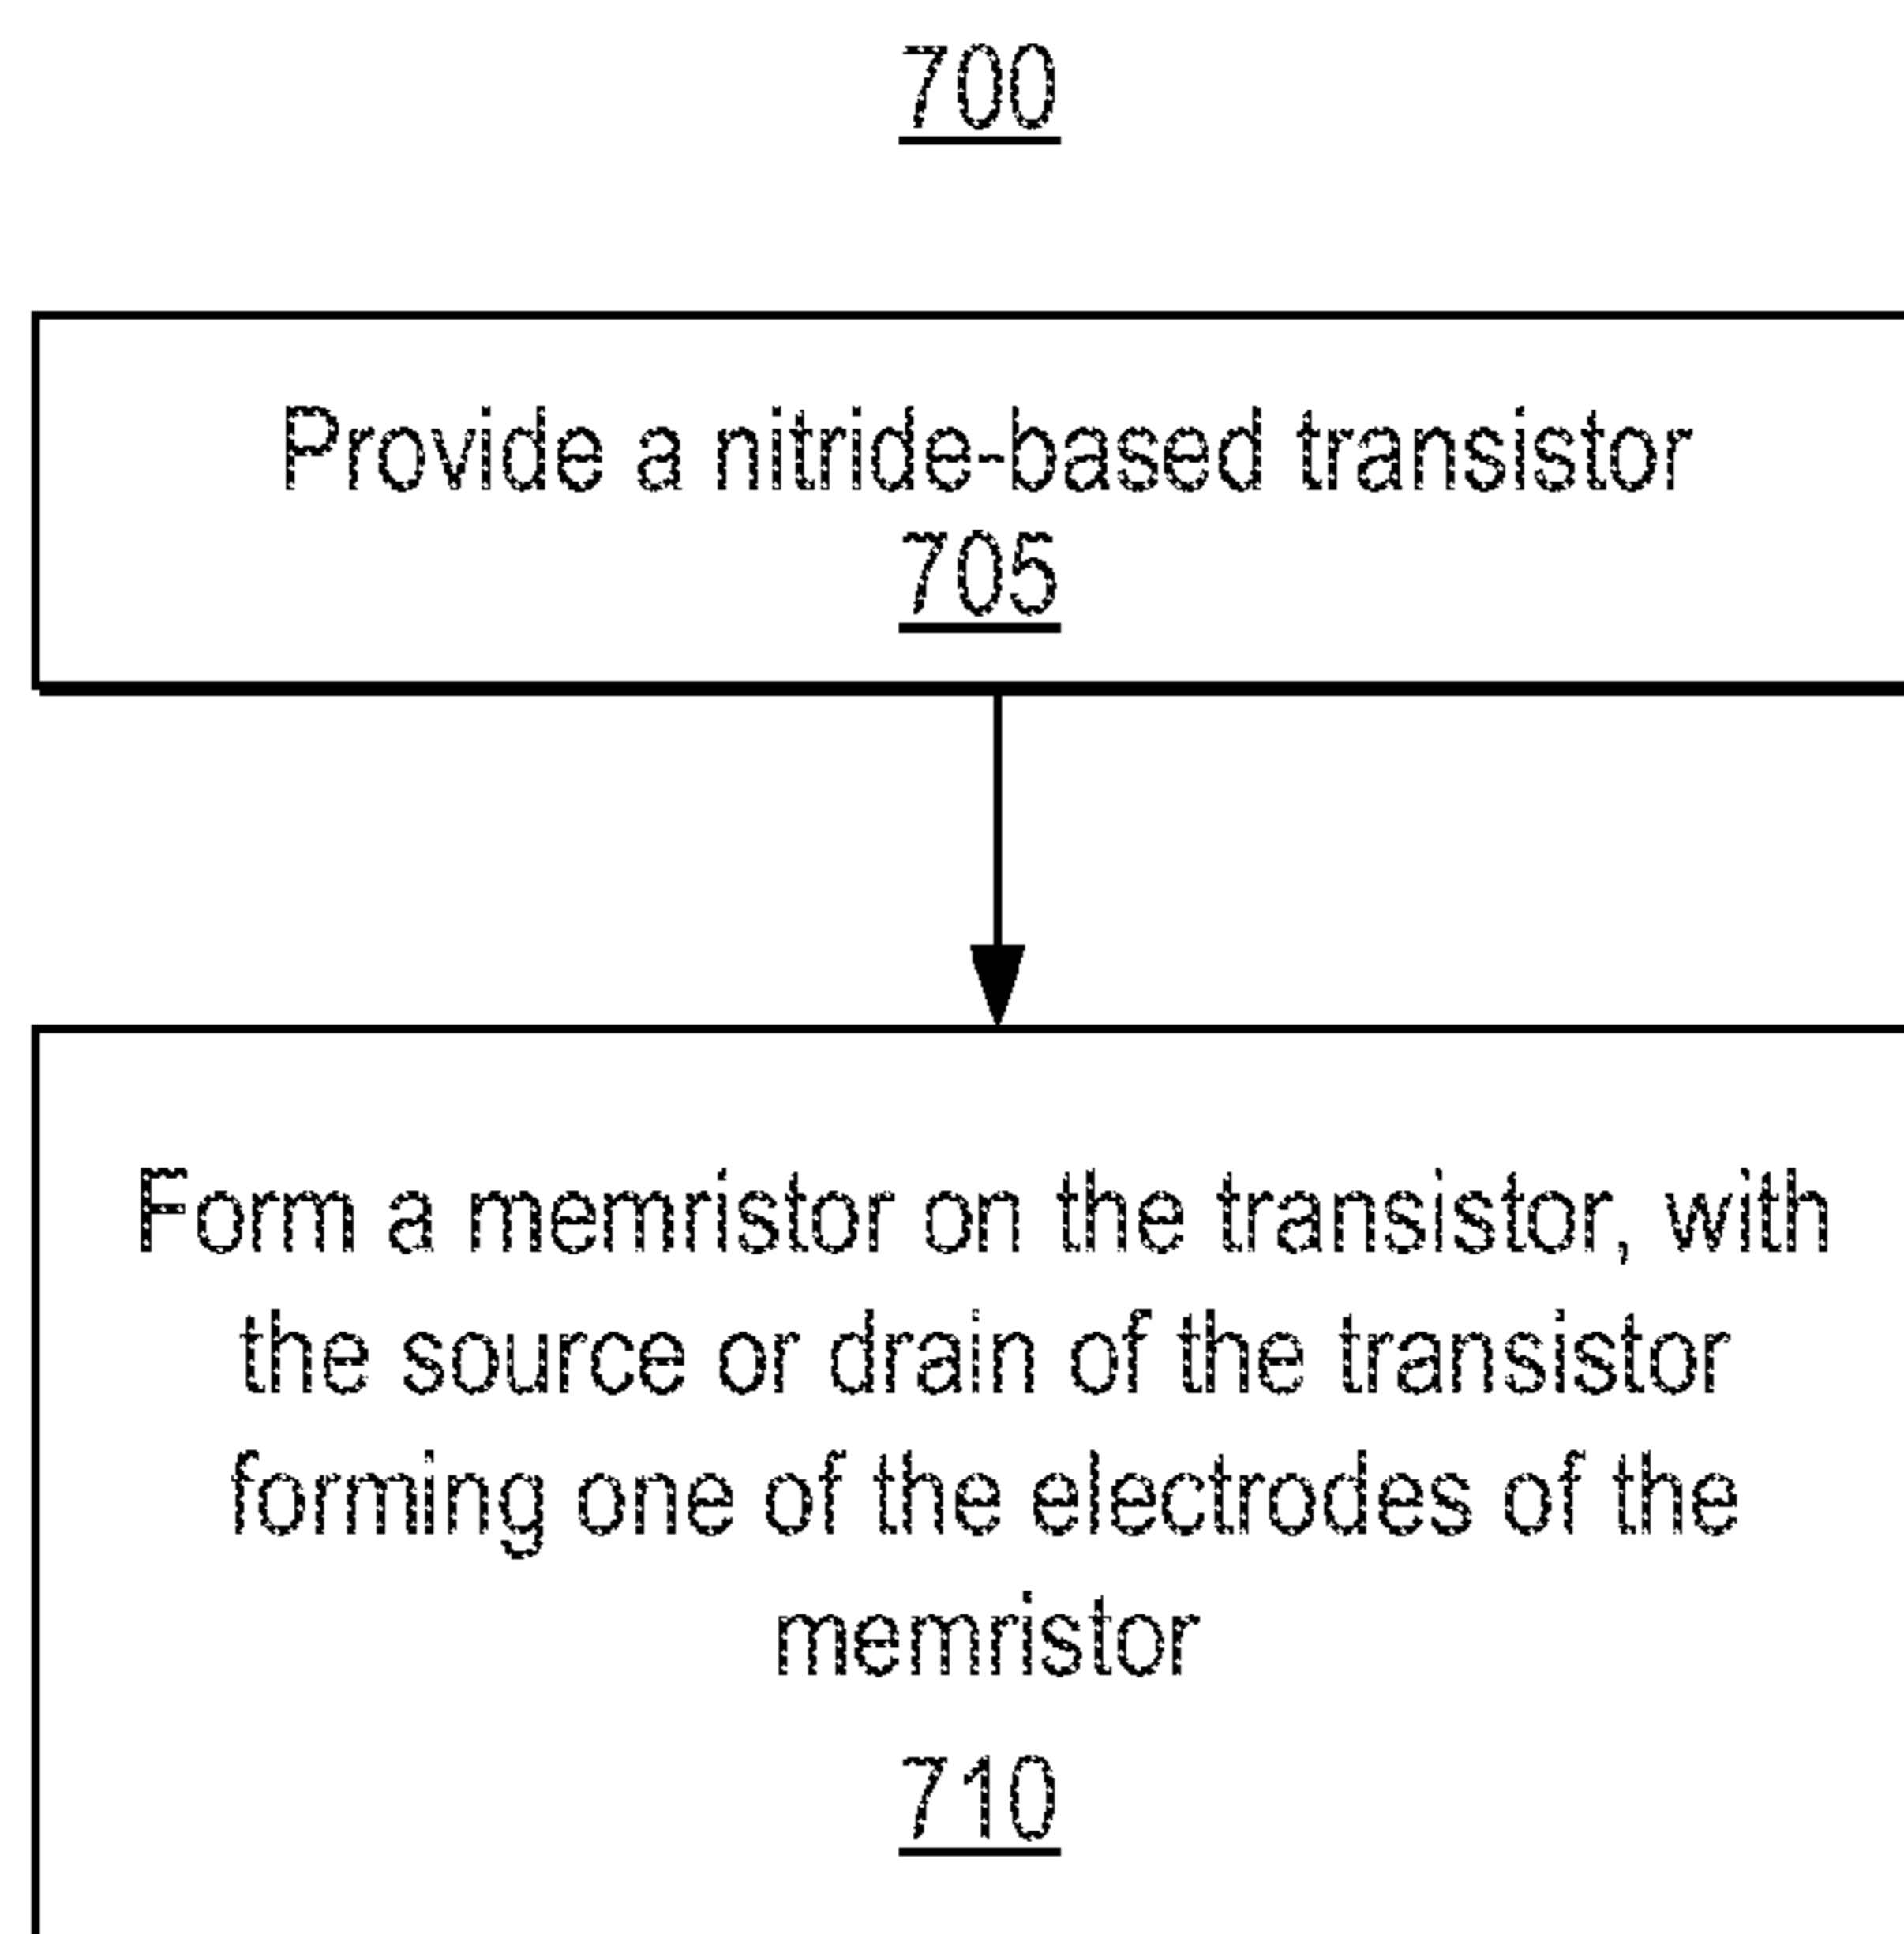 700
Provide a nitride-based transistor
705
Form a memristor on the transistor, with
the source or drain of the transistor
forming one of the electrodes of the
memristor
710